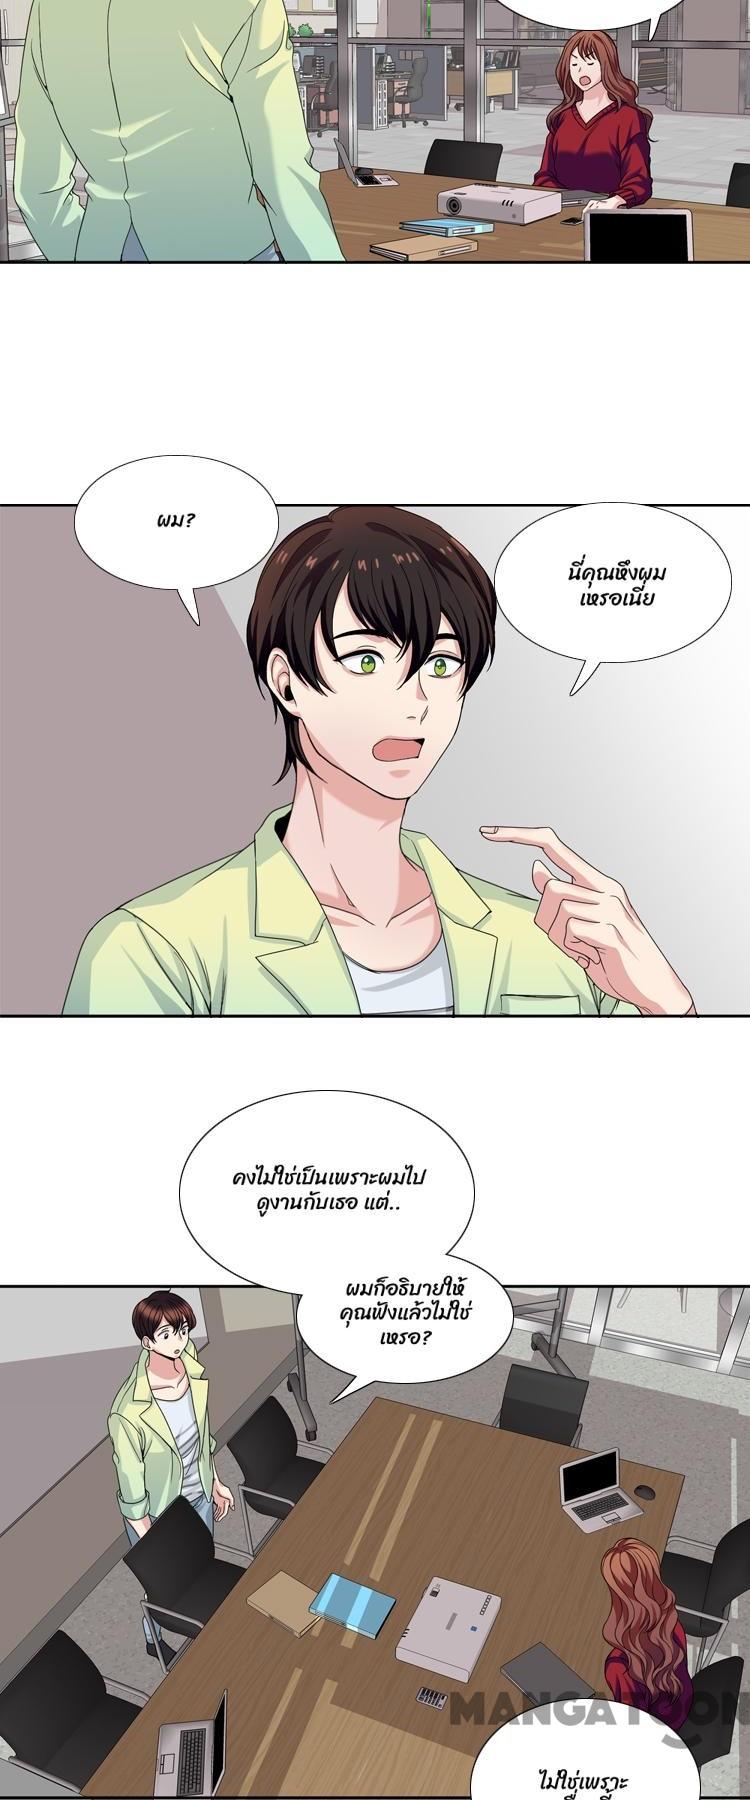 ผม?
นี่คุณหึงผม
เหรอเนี่ย
คงไม่ใช่เป็นเพราะผมไป
ดูงานกับเธอ แต่..
ผมก็อธิบายให้
คุณฟังแล้วไม่ใช่
เหรอ?
MANGATOON
ไม่ใช่เพราะ